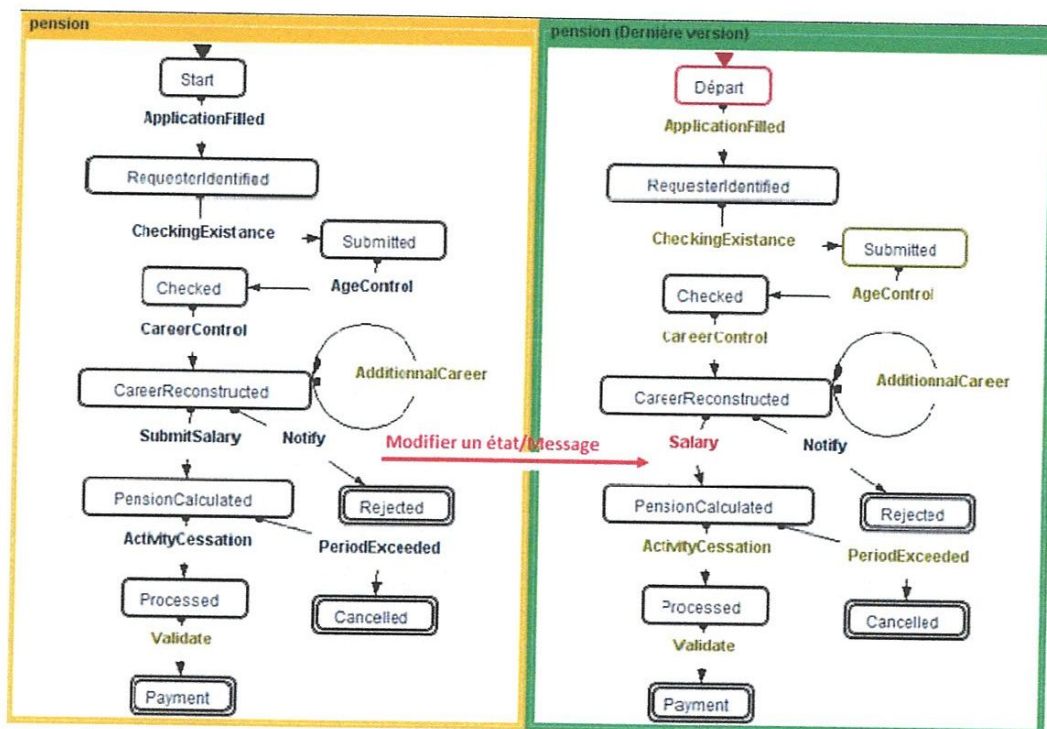 pension
Start
ApplicationFilled
RequesterIdentified
CheckingExistance
Submitted
Checked
AgeControl
CareerControl
AdditionnalCareer
CareerReconstructed
SubmitSalary
Notify
PensionCalculated
Rejected
ActivityCessation
PeriodExceeded
Processed
Cancelled
Validate
Payment
Modifier un état/Message
pension (Dernière version)
Départ
ApplicationFilled
RequesterIdentified
CheckingExistance
Submitted
Checked
AgeControl
CareerControl
AdditionnalCareer
CareerReconstructed
Salary
Notify
PensionCalculated
Rejected
ActivityCessation
PeriodExceeded
Processed
Cancelled
Validate
Payment